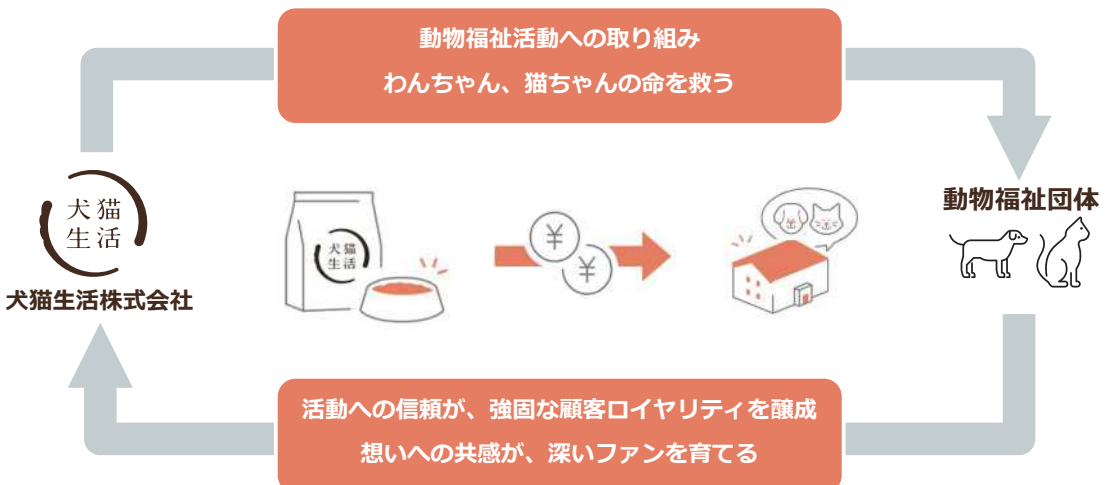 動物福祉活動への取り組み
わんちゃん、猫ちゃんの命を救う
犬猫
生活
犬猫生活株式会社
犬猫
生活
¥
¥
動物福祉団体
活動への信頼が、強固な顧客ロイヤリティを醸成
想いへの共感が、深いファンを育てる